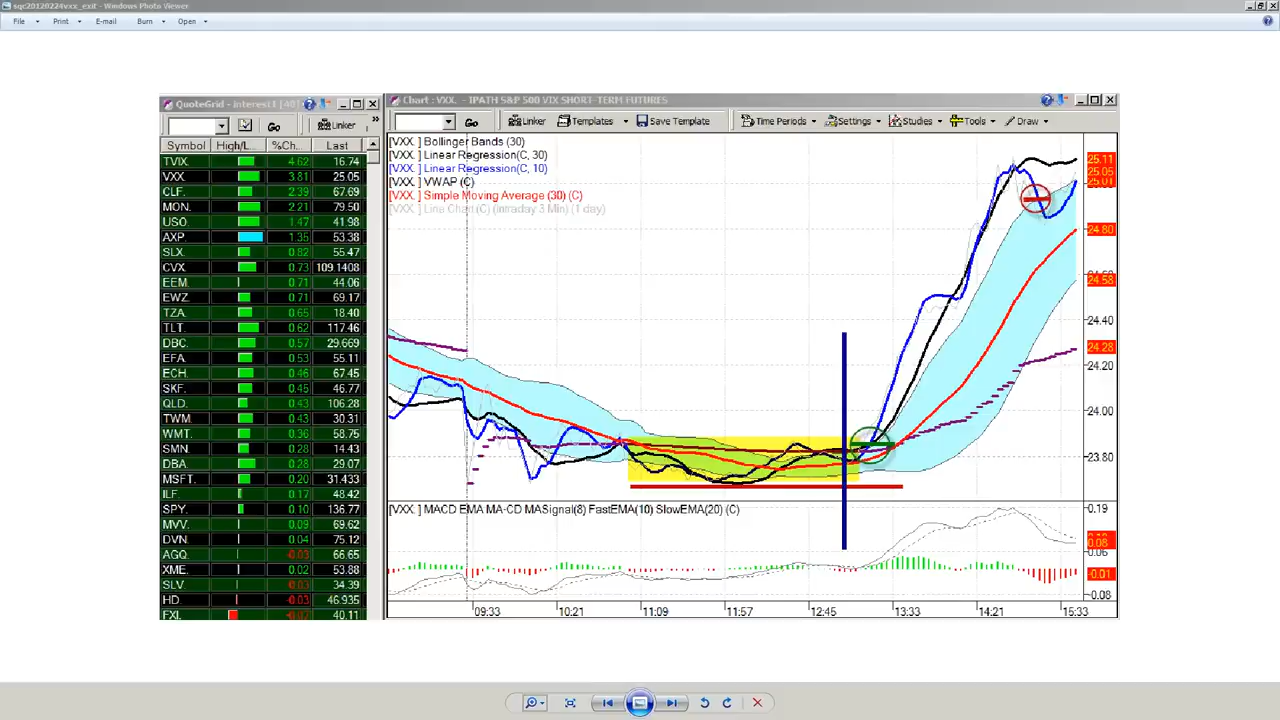 sqc20120224vxx_exit - Windows Photo Viewer
File Print E-mail Burn Open
QuoteGrid - interest1 [401
Go Linker »
Symbol High/L... %Ch... Last
TVIX. 4.62 16.74
VXX. 3.81 25.05
CLF. 2.39 67.69
MON. 2.21 79.50
USO. 1.47 41.98
AXP. 1.35 53.38
SLX. 0.82 55.47
CVX. 0.73 109.1408
EEM. 0.71 44.06
EWZ. 0.71 69.17
TZA. 0.65 18.40
TLT. 0.62 117.46
DBC. 0.57 29.669
EFA. 0.53 55.11
ECH. 0.46 67.45
SKF. 0.45 46.77
QLD. 0.43 106.28
TWM. 0.43 30.31
WMT. 0.36 58.75
SMN. 0.28 14.43
DBA. 0.28 29.07
MSFT. 0.20 31.433
ILF. 0.17 48.42
SPY. 0.10 136.77
MVV. 0.09 69.62
DVN. 0.04 75.12
AGQ. -0.03 66.65
XME. 0.02 53.88
SLV. -0.03 34.39
HD. -0.03 46.935
FXI. 40.11
Chart : VXX. - IPATH S&P 500 VIX SHORT-TERM FUTURES
Go Linker Templates Save Template Time Periods Settings Studies Tools Draw
[VXX. ] Bollinger Bands (30)
[VXX. ] Linear Regression(C, 30)
[VXX. ] Linear Regression(C, 10)
[VXX. ] VWAP (C)
[VXX. ] Simple Moving Average (30) (C)
[VXX. ] Line Chart (C) (intraday 3 Min) (1 day)
25.11
25.05
25.01
24.80
24.58
24.40
24.28
24.20
24.00
23.80
[VXX. ] MACD EMA MA-CD MASignal(8) FastEMA(10) SlowEMA(20) (C)
0.19
0.08
0.06
-0.01
-0.08
09:33 10:21 11:09 11:57 12:45 13:33 14:21 15:33